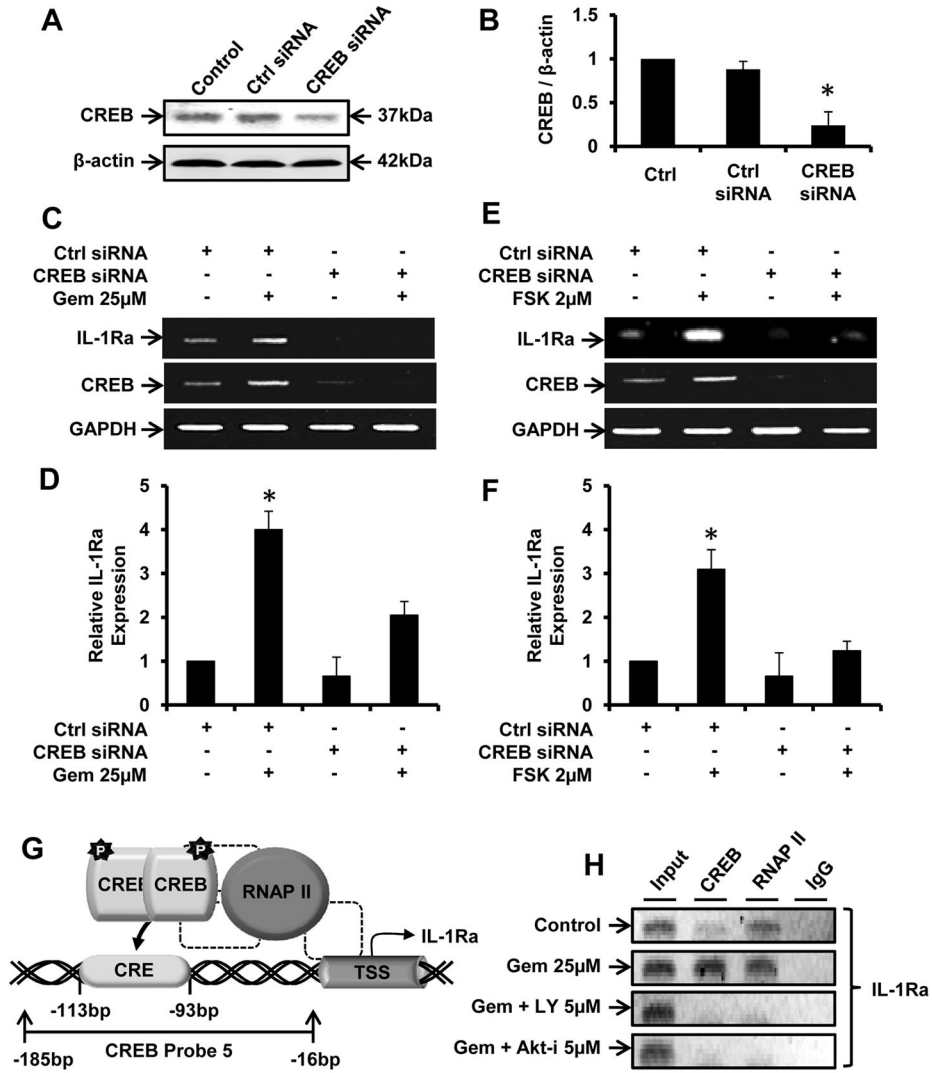 A
Control
Ctrl siRNA
CREB siRNA
CREB
37kDa
β-actin
42kDa
B
CREB / β-actin
1.5
1
0.5
0
*
Ctrl
Ctrl siRNA
CREB siRNA
C
Ctrl siRNA + + - -
CREB siRNA - - + +
Gem 25µM - + - +
IL-1Ra
CREB
GAPDH
E
Ctrl siRNA + + - -
CREB siRNA - - + +
FSK 2µM - + - +
IL-1Ra
CREB
GAPDH
D
Relative IL-1Ra
Expression
5
4
3
2
1
0
*
Ctrl siRNA + + - -
CREB siRNA - - + +
Gem 25µM - + - +
F
Relative IL-1Ra
Expression
5
4
3
2
1
0
*
Ctrl siRNA + + - -
CREB siRNA - - + +
FSK 2µM - + - +
G
P
P
CREB
CREB
RNAP II
IL-1Ra
CRE
TSS
-113bp
-93bp
-185bp
CREB Probe 5
-16bp
H
Input
CREB
RNAP II
IgG
Control
Gem 25µM
Gem + LY 5µM
Gem + Akt-i 5µM
IL-1Ra